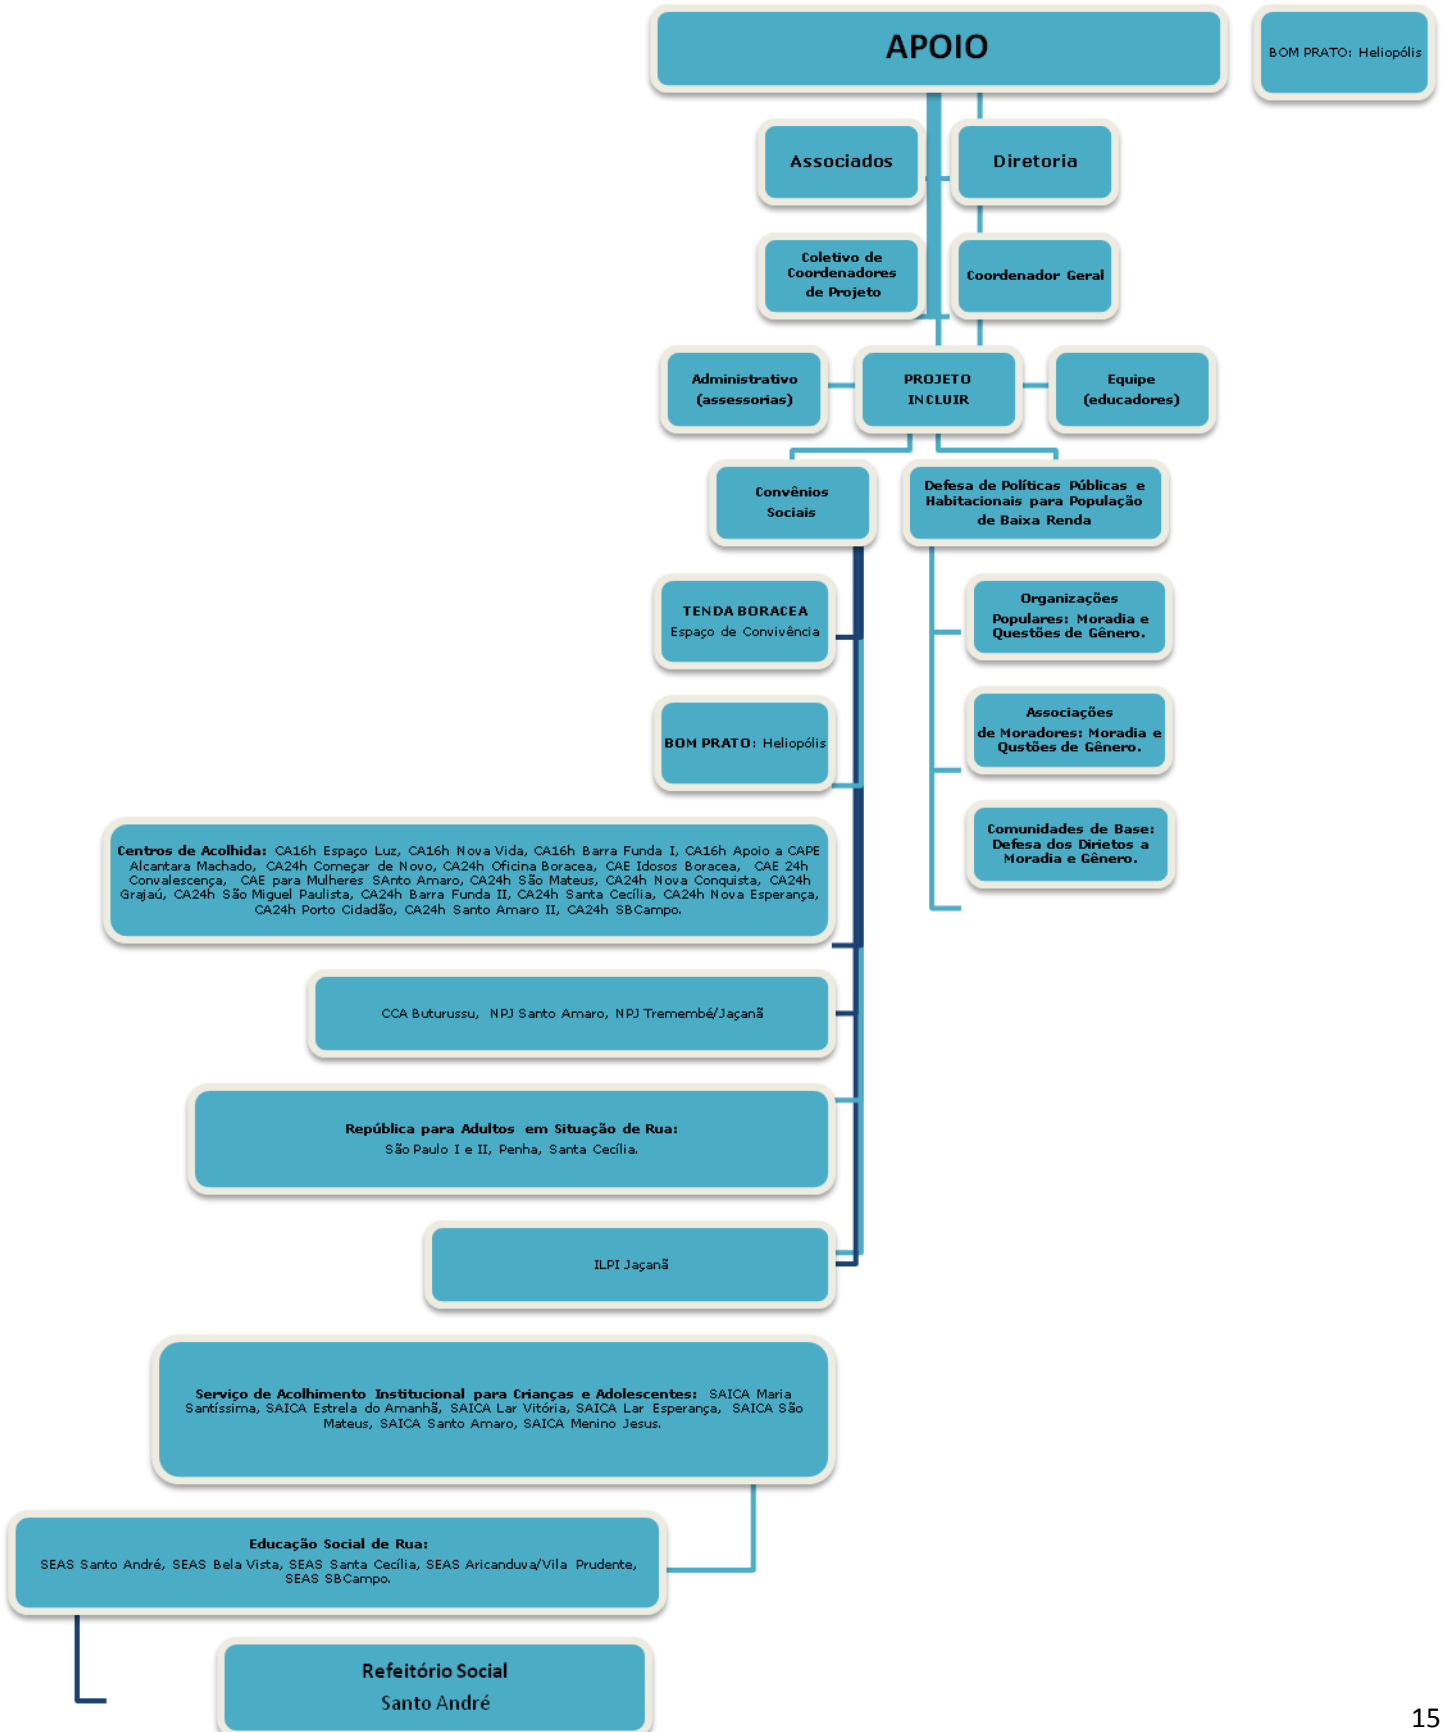 APOIO
BOM PRATO: Heliopólis
Associados
Diretoria
Coletivo de
Coordenadores
de Projeto
Coordenador Geral
Administrativo
(assessorias)
PROJETO
INCLUIR
Equipe
(educadores)
Convênios
Sociais
Defesa de Políticas Públicas e
Habitacionais para População
de Baixa Renda
TENDA BORACEA
Espaço de Convivência
Organizações
Populares: Moradia e
Questões de Gênero.
BOM PRATO: Heliopólis
Associações
de Moradores: Moradia e
Qustões de Gênero.
Centros de Acolhida: CA16h Espaço Luz, CA16h Nova Vida, CA16h Barra Funda I, CA16h Apoio a CAPE
Alcantara Machado, CA24h Começar de Novo, CA24h Oficina Boracea, CAE Idosos Boracea, CAE 24h
Convalescença, CAE para Mulheres SAnto Amaro, CA24h São Mateus, CA24h Nova Conquista, CA24h
Grajaú, CA24h São Miguel Paulista, CA24h Barra Funda II, CA24h Santa Cecília, CA24h Nova Esperança,
CA24h Porto Cidadão, CA24h Santo Amaro II, CA24h SBCampo.
Comunidades de Base:
Defesa dos Dirietos a
Moradia e Gênero.
CCA Buturussu, NPJ Santo Amaro, NPJ Tremembé/Jaçanã
República para Adultos em Situação de Rua:
São Paulo I e II, Penha, Santa Cecília.
ILPI Jaçanã
Serviço de Acolhimento Institucional para Crianças e Adolescentes: SAICA Maria
Santíssima, SAICA Estrela do Amanhã, SAICA Lar Vitória, SAICA Lar Esperança, SAICA São
Mateus, SAICA Santo Amaro, SAICA Menino Jesus.
Educação Social de Rua:
SEAS Santo André, SEAS Bela Vista, SEAS Santa Cecília, SEAS Aricanduva/Vila Prudente,
SEAS SBCampo.
Refeitório Social
Santo André
15